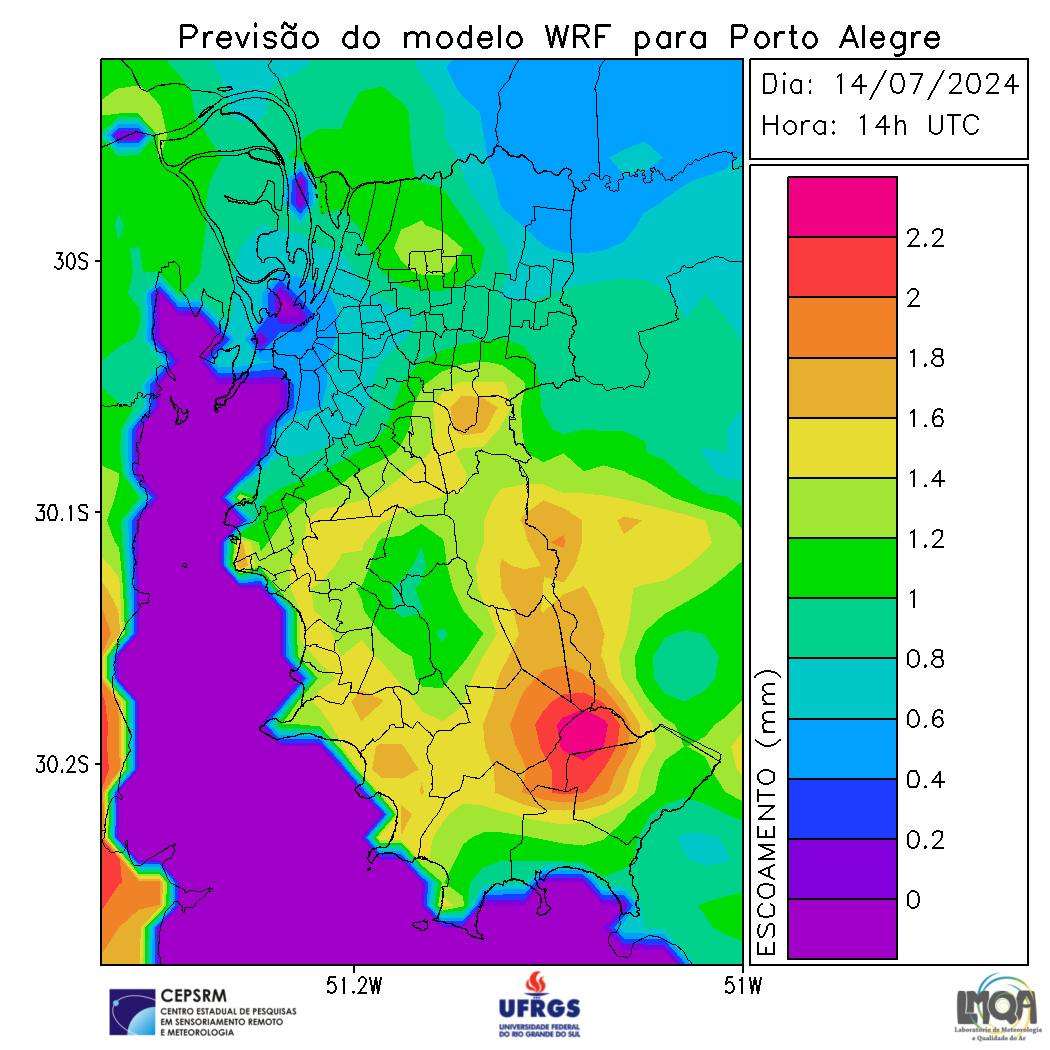 Previsão do modelo WRF para Porto Alegre
Dia: 14/07/2024
Hora: 14h UTC
30S
30.1S
30.2S
51.2W
51W
ESCOAMENTO (mm)
2.2
2
1.8
1.6
1.4
1.2
1
0.8
0.6
0.4
0.2
0
CEPSRM
CENTRO ESTADUAL DE PESQUISAS
EM SENSORIAMENTO REMOTO
E METEOROLOGIA
UFRGS
UNIVERSIDADE FEDERAL
DO RIO GRANDE DO SUL
LMQA
Laboratório de Meteorologia
e Qualidade do Ar